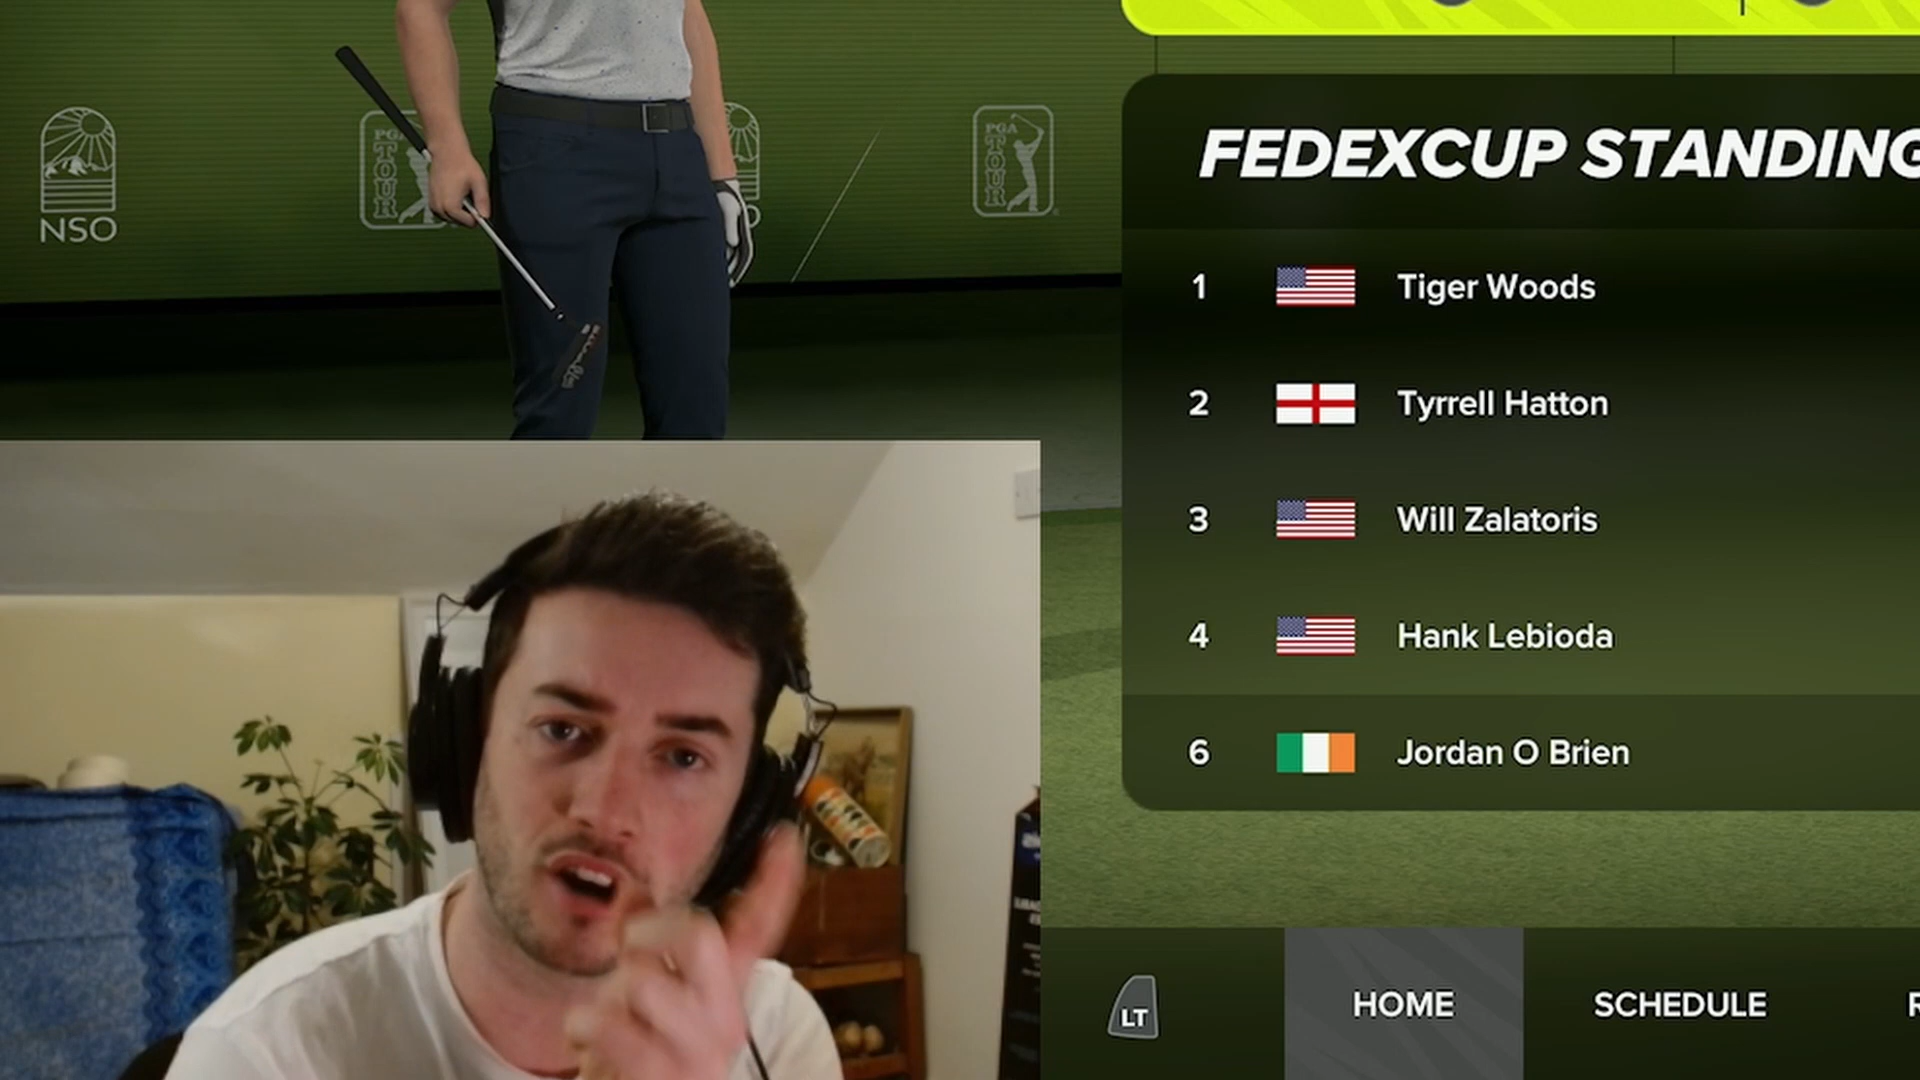 FEDEXCUP STANDING
NSO
PGA TOUR
PGA TOUR
1 Tiger Woods
2 Tyrrell Hatton
3 Will Zalatoris
4 Hank Lebioda
6 Jordan O Brien
LT HOME SCHEDULE